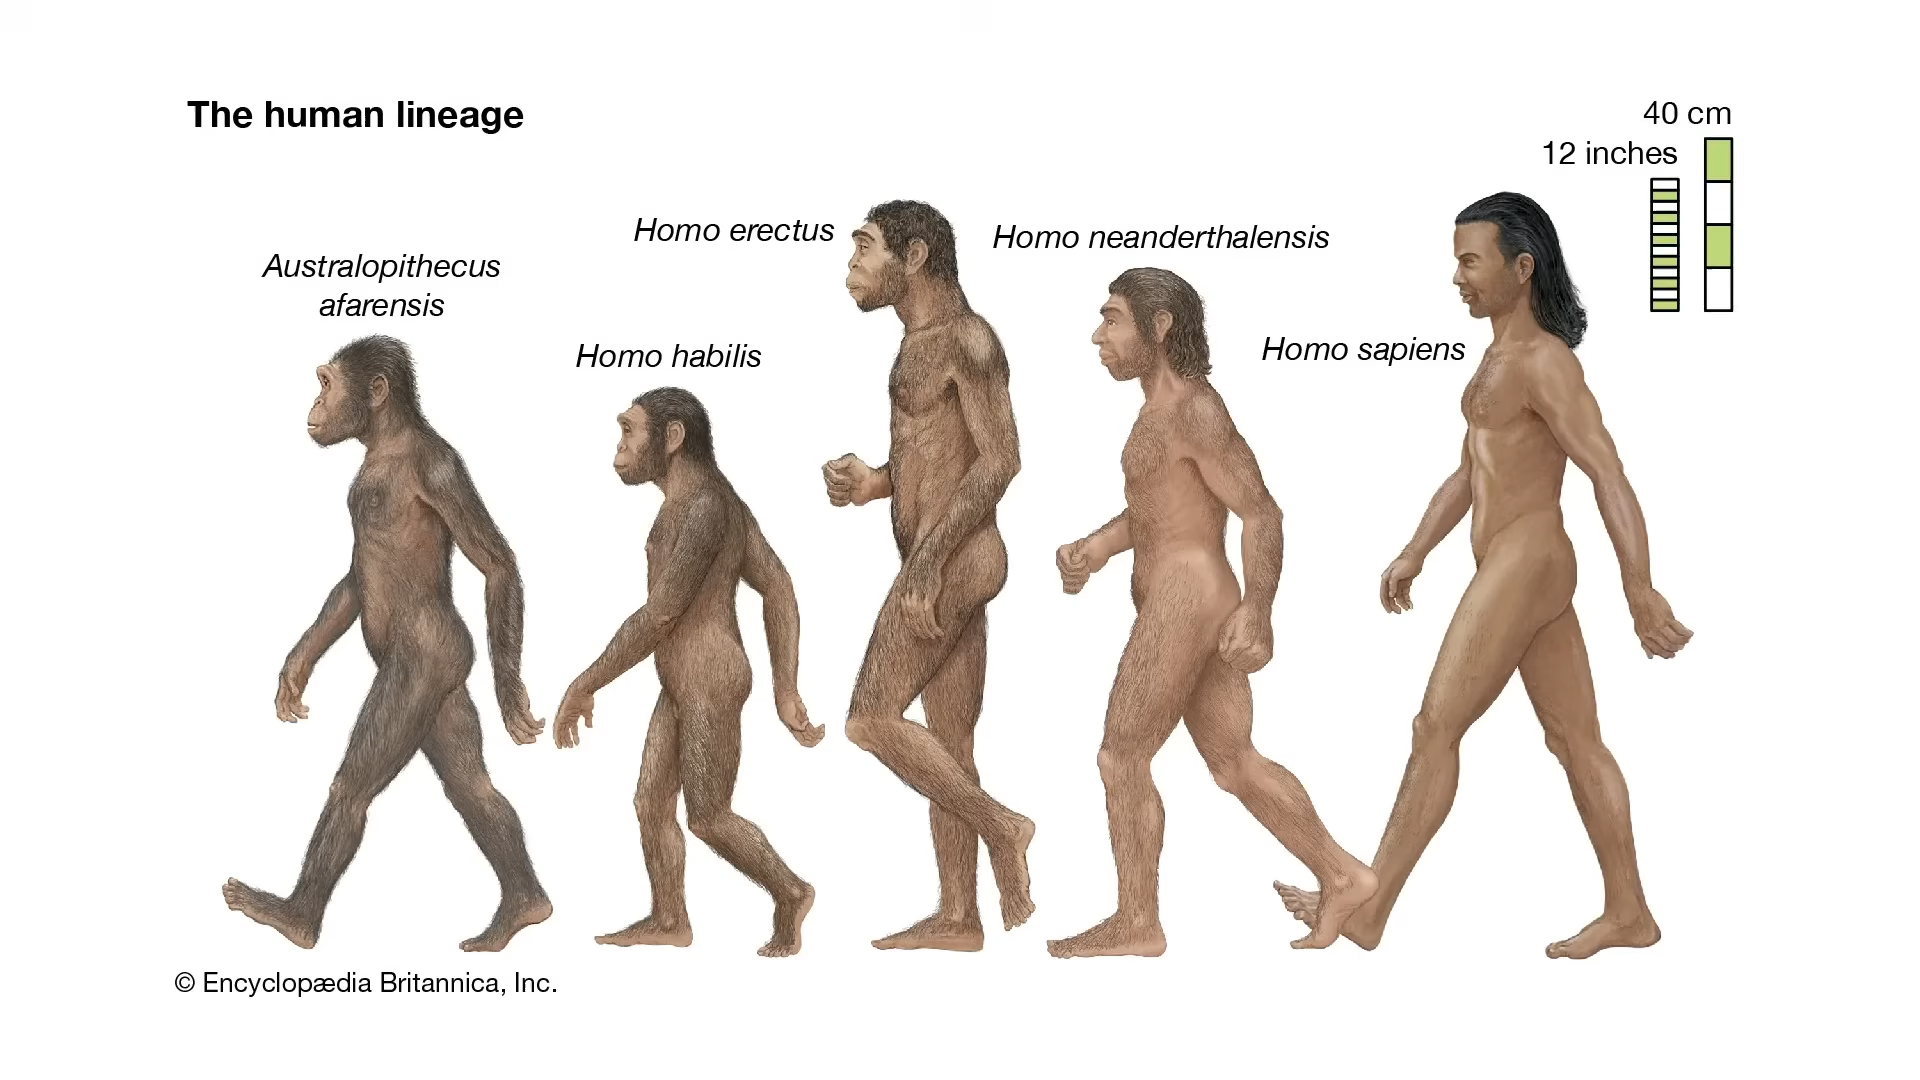 The human lineage
40 cm
12 inches
Homo erectus
Homo neanderthalensis
Australopithecus
afarensis
Homo habilis
Homo sapiens
© Encyclopædia Britannica, Inc.